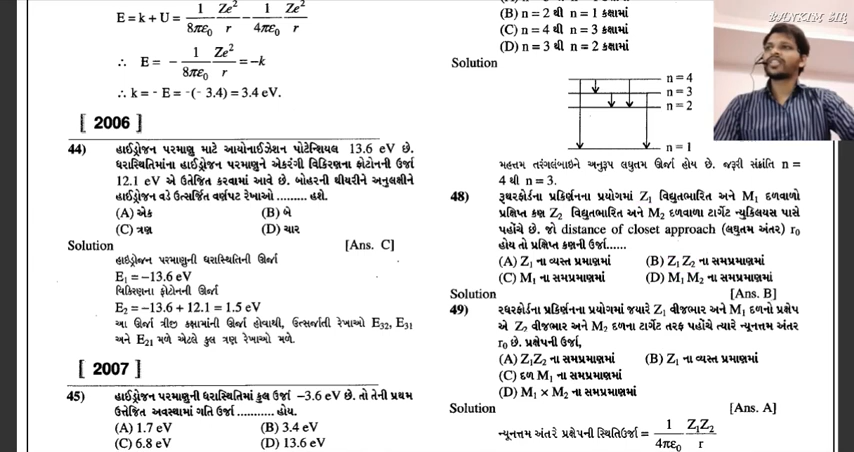 E = k + U = 1/8πε₀ Ze²/r − 1/4πε₀ Ze²/r
∴ E = − 1/8πε₀ Ze²/r = −k
∴ k = − E = −(− 3.4) = 3.4 eV.
[ 2006 ]
44) હાઈડ્રોજન પરમાણુ માટે આયોનાઈઝેશન પોટેન્શિયલ 13.6 eV છે.
ધરાસ્થિતિમાંના હાઈડ્રોજન પરમાણુને એકરંગી વિકિરણના ફોટોનની ઉર્જા
12.1 eV એ ઉત્તેજિત કરવામાં આવે છે. બોહરની થીયરીને અનુલક્ષીને
હાઈડ્રોજન વડે ઉત્સર્જિત વર્ણપટ રેખાઓ ......... હશે.
(A) એક (B) બે
(C) ત્રણ (D) ચાર
Solution [Ans. C]
હાઇડ્રોજન પરમાણુની ધરાસ્થિતિની ઊર્જા
E₁ = −13.6 eV
વિકિરણના ફોટોનની ઊર્જા
E₂ = −13.6 + 12.1 = 1.5 eV
આ ઊર્જા ત્રીજી કક્ષામાંની ઊર્જા હોવાથી, ઉત્સર્જાતી રેખાઓ E₃₂, E₃₁
અને E₂₁ મળે એટલે કુલ ત્રણ રેખાઓ મળે.
[ 2007 ]
45) હાઈડ્રોજન પરમાણુની ધરાસ્થિતિમાં કુલ ઉર્જા −3.6 eV છે. તો તેની પ્રથમ
ઉત્તેજિત અવસ્થામાં ગતિ ઉર્જા ........... હોય.
(A) 1.7 eV (B) 3.4 eV
(C) 6.8 eV (D) 13.6 eV
(B) n = 2 થી n = 1 કક્ષામાં
(C) n = 4 થી n = 3 કક્ષામાં
(D) n = 3 થી n = 2 કક્ષામાં
Solution
n = 4
n = 3
n = 2
n = 1
મહત્તમ તરંગલંબાઇને અનુરૂપ લઘુતમ ઊર્જા હોય છે. જરૂરી સંક્રાંતિ n =
4 થી n = 3.
48) રૂથરફોર્ડના પ્રકિર્ણનના પ્રયોગમાં Z₁ વિદ્યુતભારિત અને M₁ દળવાળો
પ્રક્ષિપ્ત કણ Z₂ વિદ્યુતભારિત અને M₂ દળવાળા ટાર્ગેટ ન્યુક્લિયસ પાસે
પહોંચે છે. જો distance of closet approach (લઘુતમ અંતર) r₀
હોય તો પ્રક્ષિપ્ત કણની ઉર્જા......
(A) Z₁ ના વ્યસ્ત પ્રમાણમાં (B) Z₁ Z₂ ના સમપ્રમાણમાં
(C) M₁ ના સમપ્રમાણમાં (D) M₁ M₂ ના સમપ્રમાણમાં
Solution [Ans. B]
49) રધરફોર્ડના પ્રકિર્ણનના પ્રયોગમાં જયારે Z₁ વીજભાર અને M₁ દળનો પ્રક્ષેપ
એ Z₂ વીજભાર અને M₂ દળના ટાર્ગેટ તરફ પહોંચે ત્યારે ન્યૂનત્તમ અંતર
r₀ છે. પ્રક્ષેપની ઉર્જા,
(A) Z₁Z₂ ના સમપ્રમાણમાં (B) Z₁ ના વ્યસ્ત પ્રમાણમાં
(C) દળ M₁ ના સમપ્રમાણમાં
(D) M₁ × M₂ ના સમપ્રમાણમાં
Solution [Ans. A]
ન્યૂનત્તમ અંતરે પ્રક્ષેપની સ્થિતિઉર્જા = 1/4πε₀ Z₁Z₂/r
BANKIM SIR